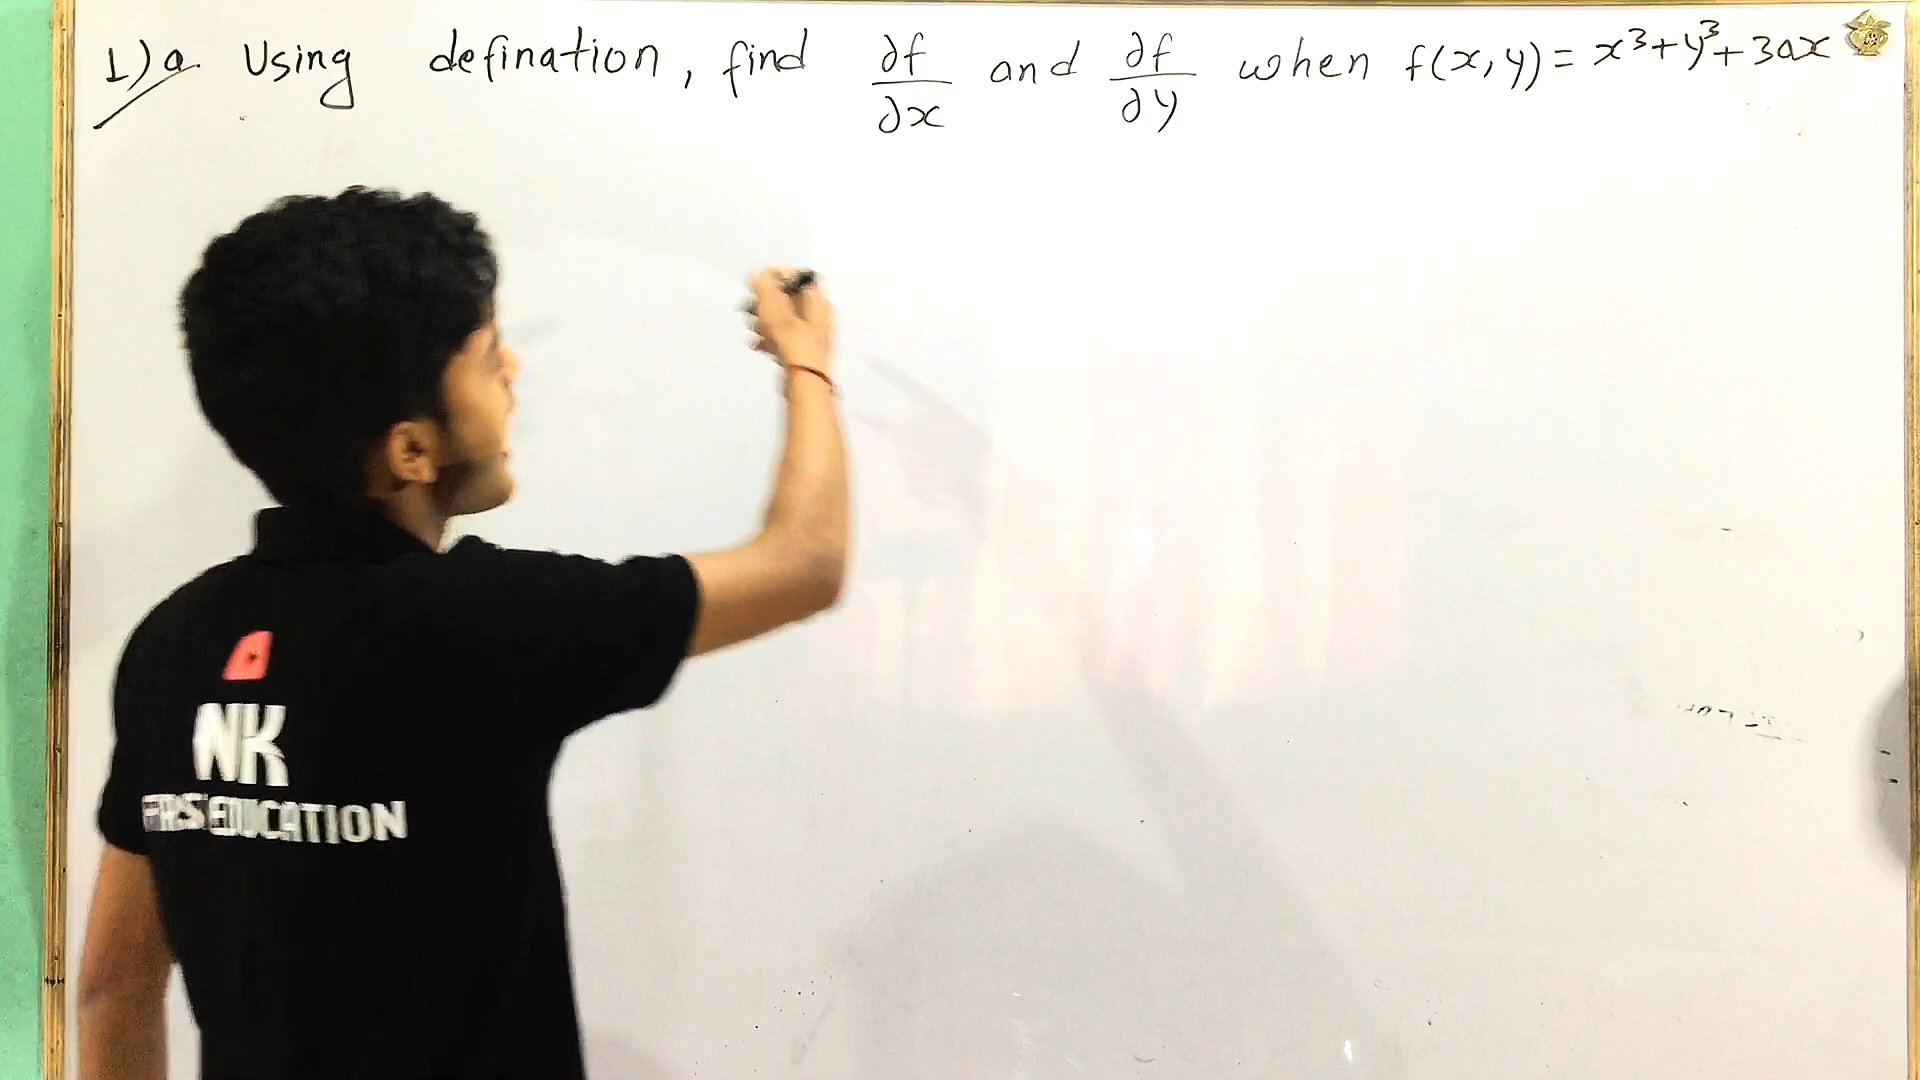 1) a. Using defination, find ∂f/∂x and ∂f/∂y when f(x,y) = x³+y³+3ax
NK
EDUCATION